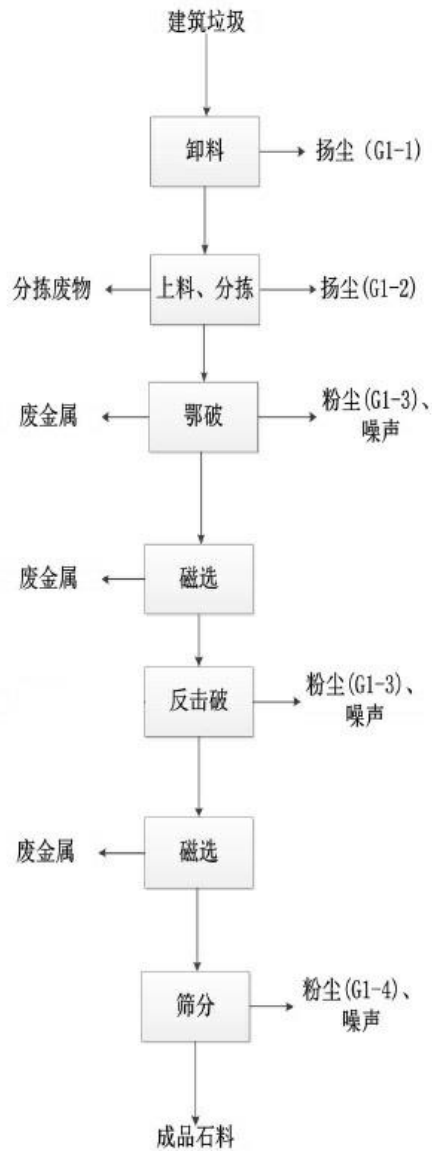 建筑垃圾
卸料
扬尘（G1-1)
分拣废物
上料、分拣
扬尘(G1-2)
废金属
鄂破
粉尘(G1-3)、
噪声
废金属
磁选
反击破
粉尘(G1-3)、
噪声
废金属
磁选
筛分
粉尘(G1-4)、
噪声
成品石料